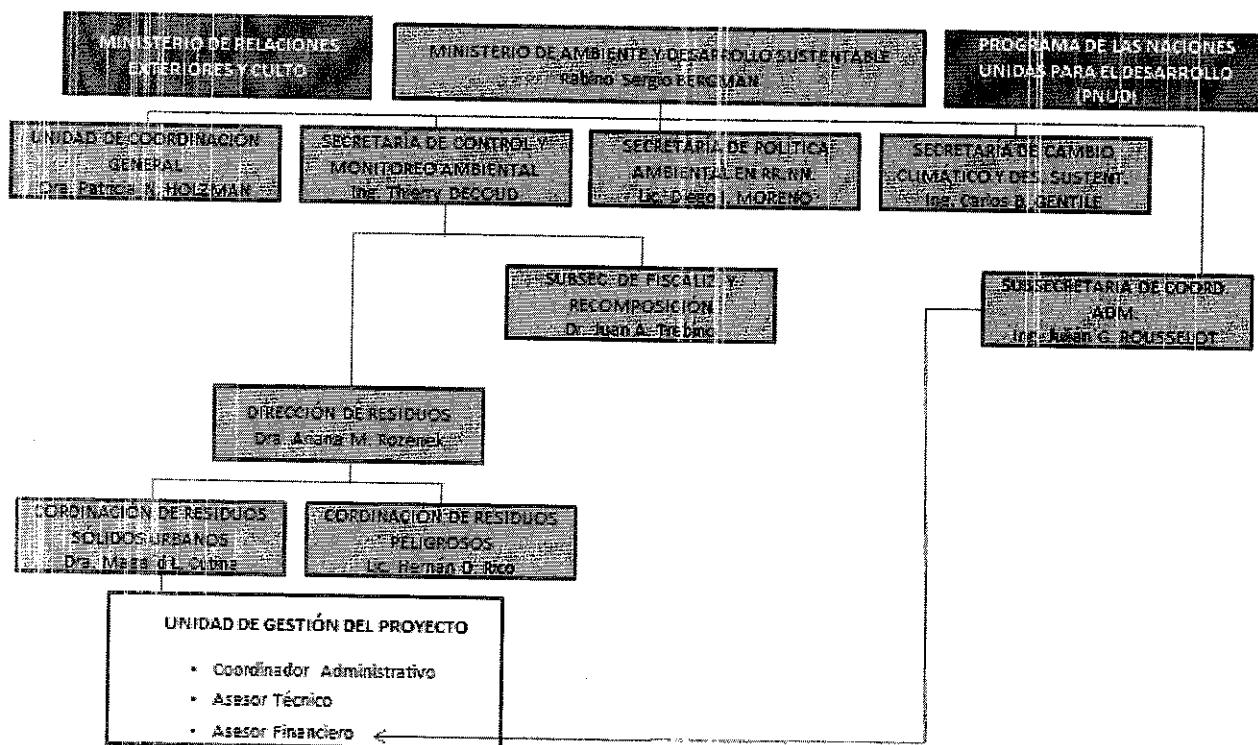 MINISTERIO DE RELACIONES
EXTERIORES Y CULTO
MINISTERIO DE AMBIENTE Y DESARROLLO SUSTENTABLE
Rabino Sergio BERGMAN
PROGRAMA DE LAS NACIONES
UNIDAS PARA EL DESARROLLO
(PNUD)
UNIDAD DE COORDINACIÓN
GENERAL
Dra. Patricia N. HOLZMAN
SECRETARÍA DE CONTROL Y
MONITOREO AMBIENTAL
Ing. Thierry DECOUD
SECRETARÍA DE POLÍTICA
AMBIENTAL EN RR.NN.
Lic. Diego J. MORENO
SECRETARÍA DE CAMBIO
CLIMÁTICO Y DES. SUSTENT.
Ing. Carlos B. GENTILE
SUBSEC. DE FISCALIZ. Y
RECOMPOSICIÓN
Dr. Juan A. Trebino
SUBSECRETARIA DE COORD.
ADM.
Ing. Julián G. ROUSSELOT
DIRECCIÓN DE RESIDUOS
Dra. M. Rozenek
CORDINACIÓN DE RESIDUOS
SÓLIDOS URBANOS
Dra.
CORDINACIÓN DE RESIDUOS
PELIGROSOS
Lic. Hernán D. Rico
UNIDAD DE GESTIÓN DEL PROYECTO
• Coordinador Administrativo
• Asesor Técnico
• Asesor Financiero